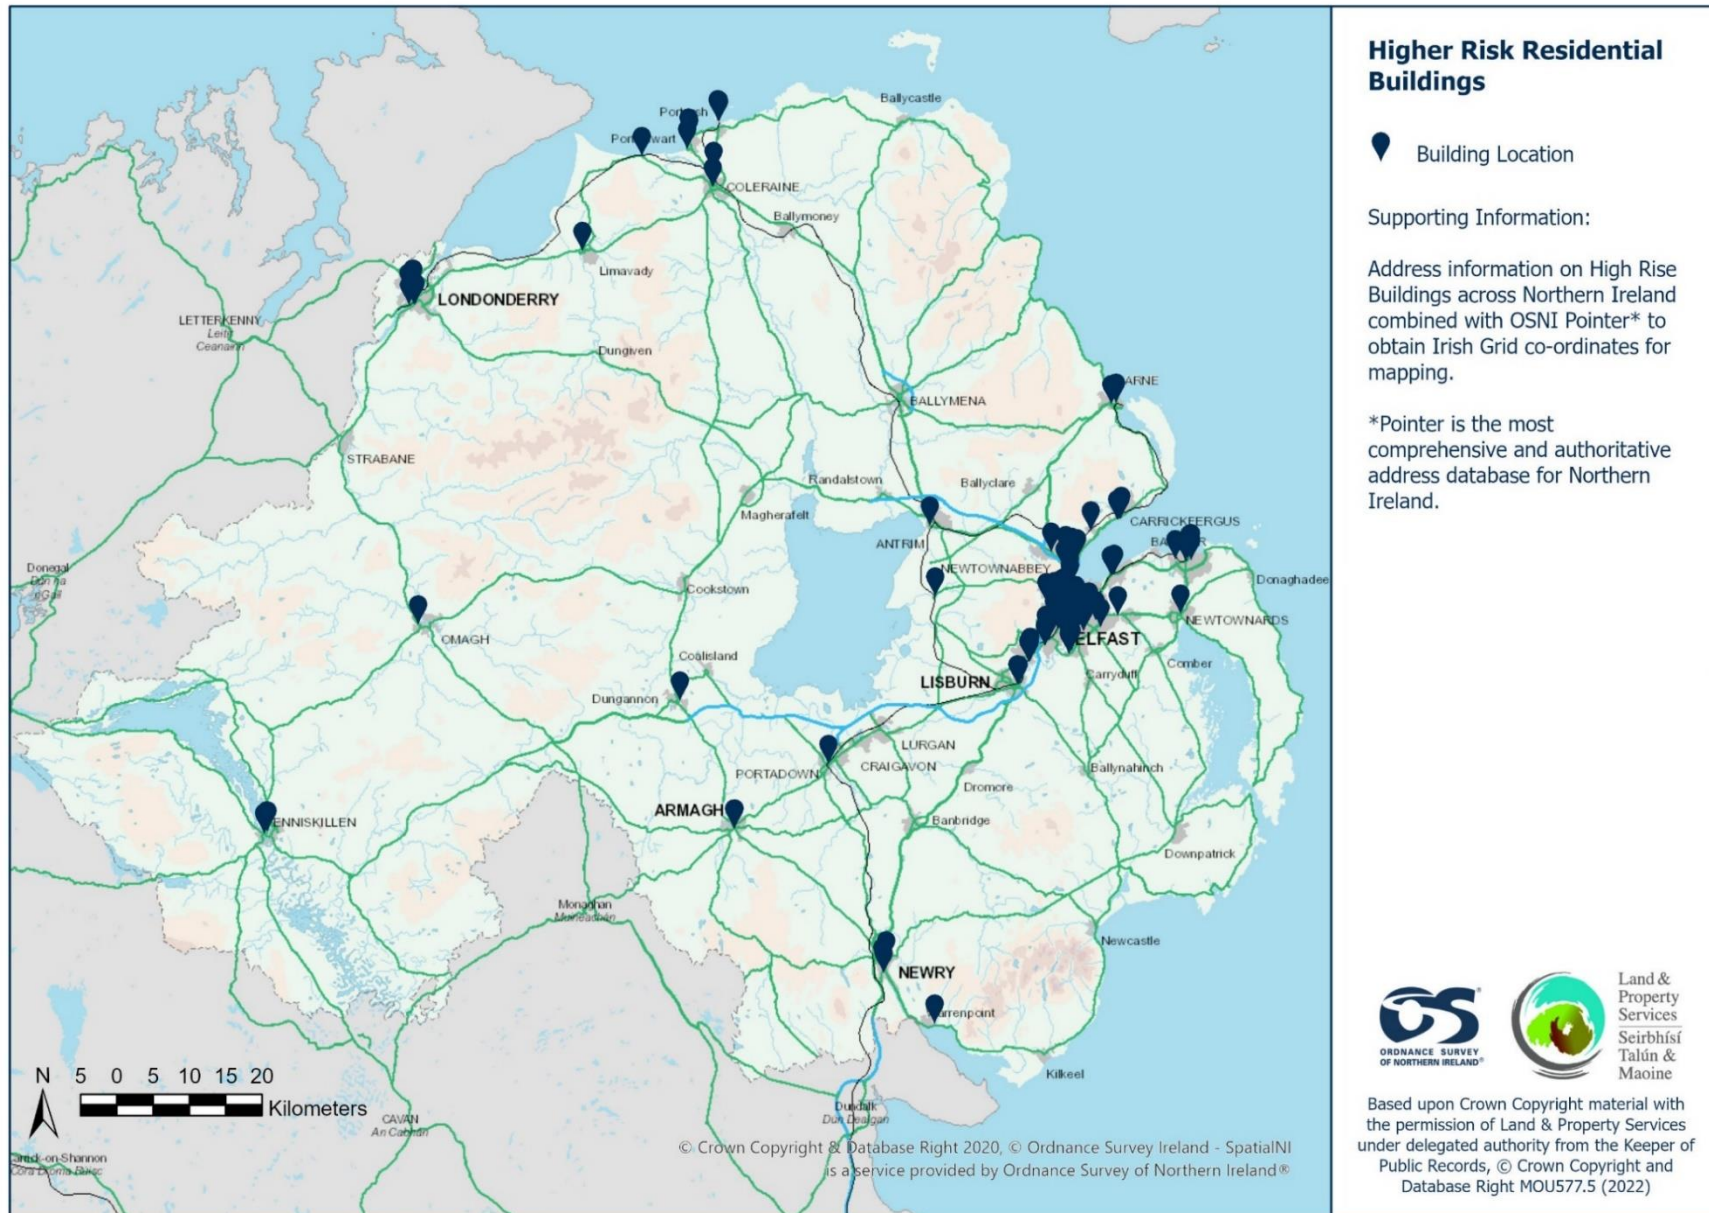 Ballycastle
COLERAINE
Ballymoney
Limavady
LONDONDERRY
LETTERKENNY
Leitir
Ceanainn
Dungiven
BALLYMENA
STRABANE
Randalstown
Ballyclare
Magherafelt
CARRICKFERGUS
ANTRIM
NEWTOWNABBEY
Donegal
Donaghadee
Cookstown
NEWTOWNARDS
OMAGH
Coalisland
Comber
Carryduff
LISBURN
Dungannon
LURGAN
CRAIGAVON
PORTADOWN
Ballynahinch
Dromore
ARMAGH
ENNISKILLEN
Banbridge
Downpatrick
Monaghan
Muineachán
Newcastle
NEWRY
Kilkeel
N
5 0 5 10 15 20
Kilometers
CAVAN
An Cabhán
Dundalk
Dún Dealgan
© Crown Copyright & Database Right 2020, © Ordnance Survey Ireland - SpatialNI
is a service provided by Ordnance Survey of Northern Ireland®
Higher Risk Residential
Buildings
Building Location
Supporting Information:
Address information on High Rise
Buildings across Northern Ireland
combined with OSNI Pointer* to
obtain Irish Grid co-ordinates for
mapping.
*Pointer is the most
comprehensive and authoritative
address database for Northern
Ireland.
OS®
ORDNANCE SURVEY
OF NORTHERN IRELAND®
Land &
Property
Services
Seirbhísí
Talún &
Maoine
Based upon Crown Copyright material with
the permission of Land & Property Services
under delegated authority from the Keeper of
Public Records, © Crown Copyright and
Database Right MOU577.5 (2022)